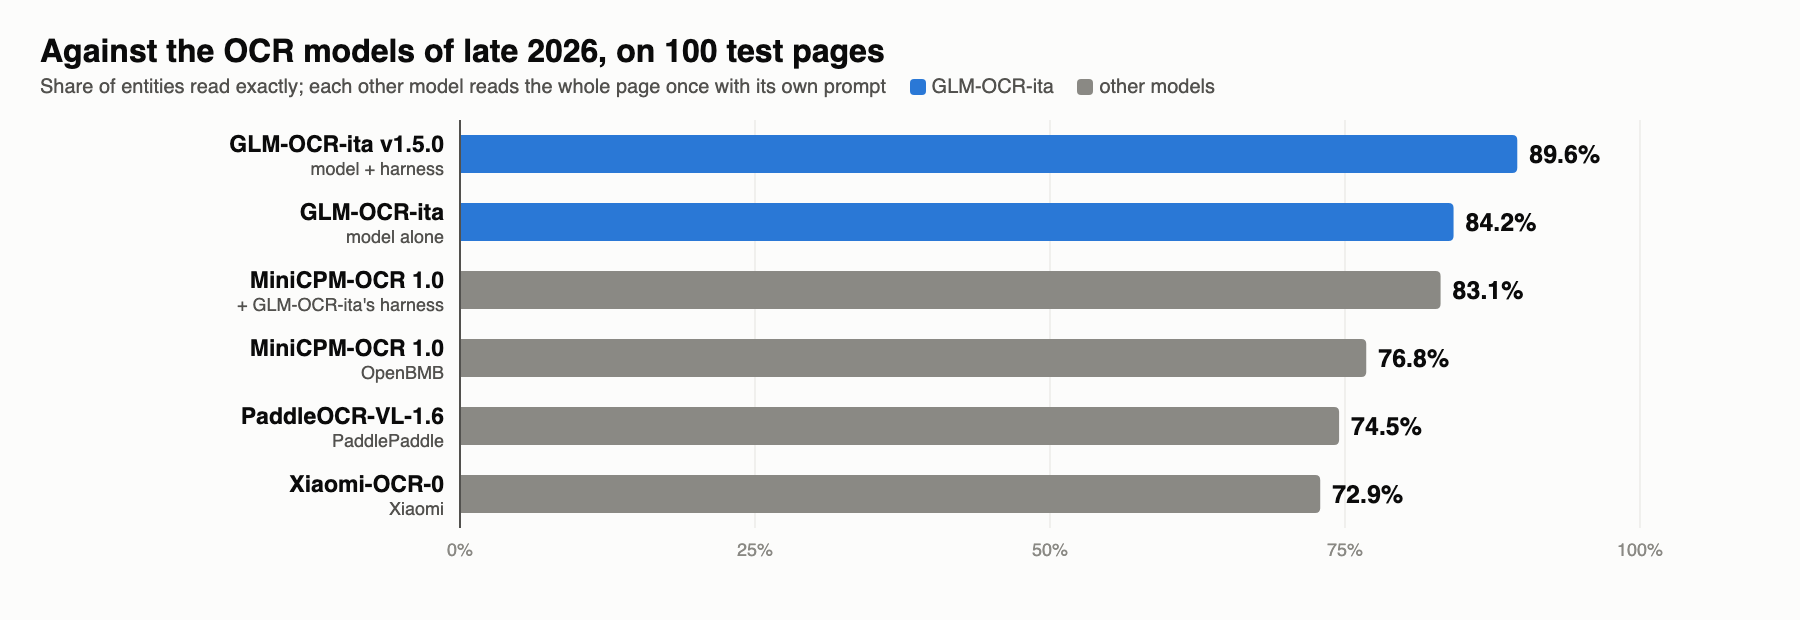 Against the OCR models of late 2026, on 100 test pages
Share of entities read exactly; each other model reads the whole page once with its own prompt
GLM-OCR-ita
other models
GLM-OCR-ita v1.5.0
model + harness
89.6%
GLM-OCR-ita
model alone
84.2%
MiniCPM-OCR 1.0
+ GLM-OCR-ita's harness
83.1%
MiniCPM-OCR 1.0
OpenBMB
76.8%
PaddleOCR-VL-1.6
PaddlePaddle
74.5%
Xiaomi-OCR-0
Xiaomi
72.9%
0%
25%
50%
75%
100%